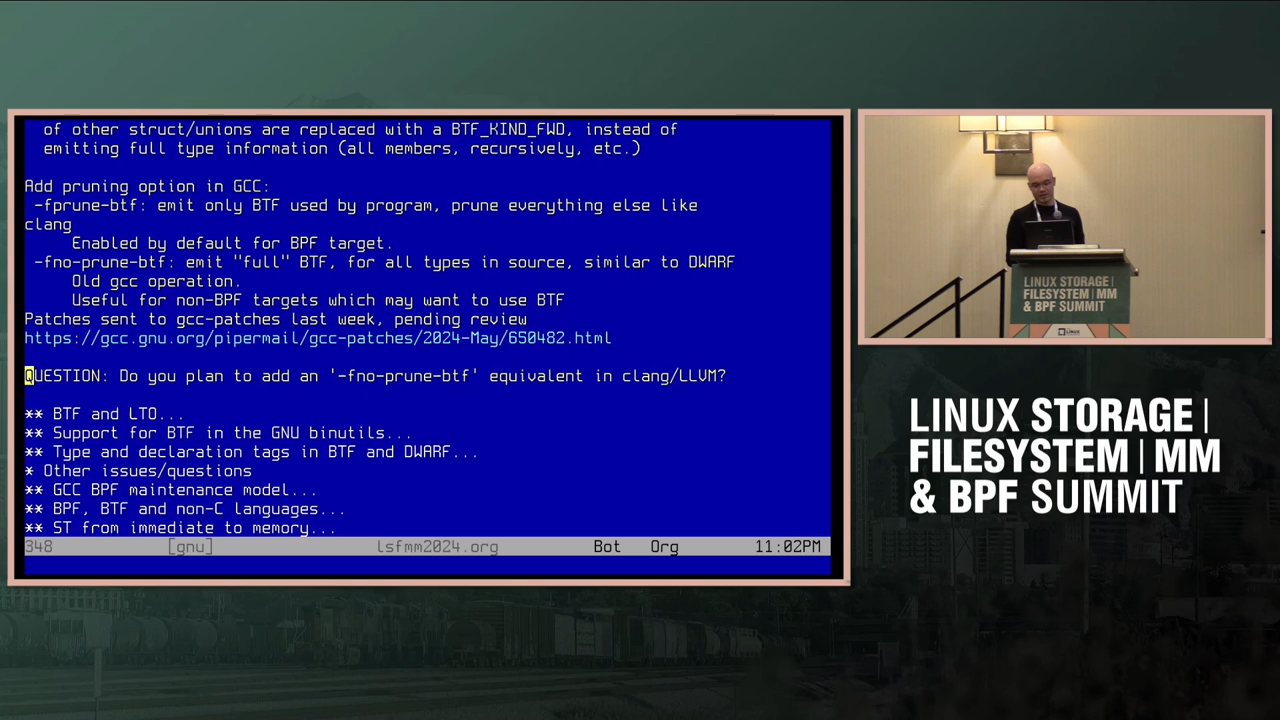 of other struct/unions are replaced with a BTF_KIND_FWD, instead of
emitting full type information (all members, recursively, etc.)
Add pruning option in GCC:
-fprune-btf: emit only BTF used by program, prune everything else like
clang
Enabled by default for BPF target.
-fno-prune-btf: emit "full" BTF, for all types in source, similar to DWARF
Old gcc operation.
Useful for non-BPF targets which may want to use BTF
Patches sent to gcc-patches last week, pending review
https://gcc.gnu.org/pipermail/gcc-patches/2024-May/650482.html
QUESTION: Do you plan to add an '-fno-prune-btf' equivalent in clang/LLVM?
** BTF and LTO...
** Support for BTF in the GNU binutils...
** Type and declaration tags in BTF and DWARF...
* Other issues/questions
** GCC BPF maintenance model...
** BPF, BTF and non-C languages...
** ST from immediate to memory...
348 [gnu] lsfmm2024.org Bot Org 11:02PM
LINUX STORAGE |
FILESYSTEM | MM
& BPF SUMMIT
LINUX STORAGE |
FILESYSTEM | MM
& BPF SUMMIT